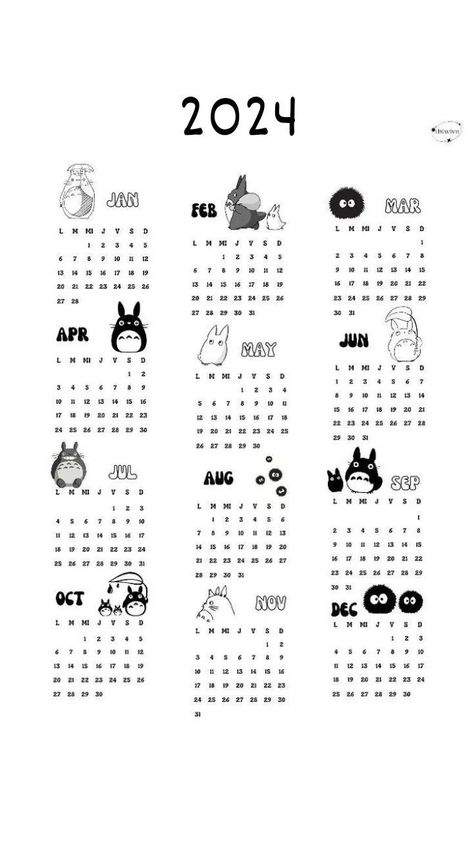 2024
JAN
L M MI J V S D
1 2 3 4 5
6 7 8 9 10 11 12
13 14 15 16 17 18 19
20 21 22 23 24 25 26
27 28
FEB
L M MI J V S D
1 2 3 4 5
6 7 8 9 10 11 12
13 14 15 16 17 18 19
20 21 22 23 24 25 26
27 28 29 30 31
MAR
L M MI J V S D
1
2 3 4 5 6 7 8
9 10 11 12 13 14 15
16 17 18 19 20 21 22
23 24 25 26 27 28 29
30 31
APR
L M MI J V S D
1 2
3 4 5 6 7 8 9
10 11 12 13 14 15 16
17 18 19 20 21 22 23
24 25 26 27 28 29 30
MAY
L M MI J V S D
1 2 3 4
5 6 7 8 9 10 11
12 13 14 15 16 17 18
19 20 21 22 23 24 25
26 27 28 29 30
JUN
L M MI J V S D
1 2 3 4 5 6 7
8 9 10 11 12 13 14
15 16 17 18 19 20 21
22 23 24 25 26 27 28
29 30 31
JUL
L M MI J V S D
1 2 3
4 5 6 7 8 9 10
11 12 13 14 15 16 17
18 19 20 21 22 23 24
25 26 27 28 29 30 31
AUG
L M MI J V S D
1 2 3 4 5 6
7 8 9 10 11 12 13
14 15 16 17 18 19 20
21 22 23 24 25 26 27
28 29 30 31
SEP
L M MI J V S D
1
2 3 4 5 6 7 8
9 10 11 12 13 14 15
16 17 18 19 20 21 22
23 24 25 26 27 28 29
30 31
OCT
L M MI J V S D
1 2 3 4 5
6 7 8 9 10 11 12
13 14 15 16 17 18 19
20 21 22 23 24 25 26
27 28 29 30
NOV
L M MI J V S D
1 2
3 4 5 6 7 8 9
10 11 12 13 14 15 16
17 18 19 20 21 22 23
24 25 26 27 28 29 30
31
DEC
L M MI J V S D
1 2 3
4 5 6 7 8 9 10
11 12 13 14 15 16 17
18 19 20 21 22 23 24
25 26 27 28 29 30